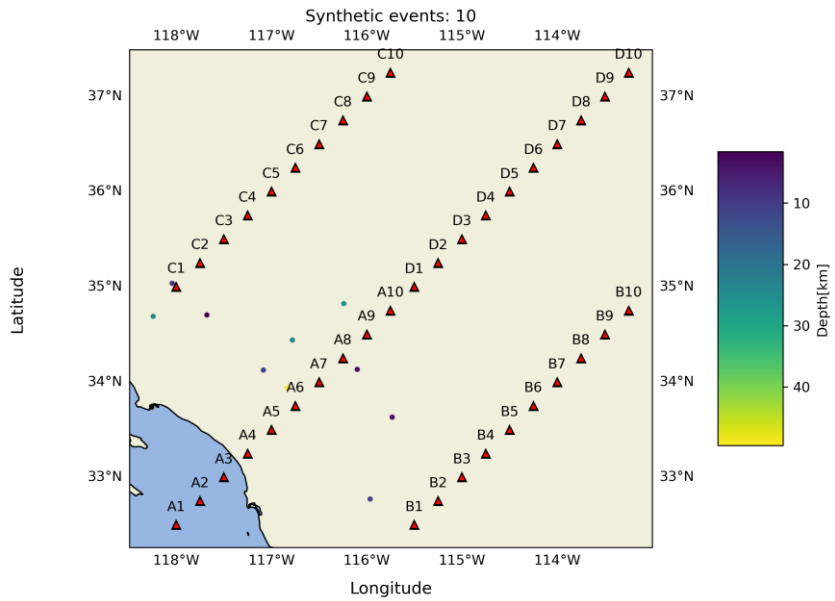 Synthetic events: 10
118°W 117°W 116°W 115°W 114°W
C10 D10
C9 D9
37°N 37°N
C8 D8
C7 D7
C6 D6
36°N 36°N
C5 D5
C4 D4
C3 D3
C2 D2
35°N C1 D1 35°N
A10 B10
A9 B9
A8 B8
34°N A7 B7 34°N
A6 B6
A5 B5
A4 B4
33°N A3 B3 33°N
A2 B2
A1 B1
118°W 117°W 116°W 115°W 114°W
Longitude
Latitude
10
20
30
40
Depth[km]